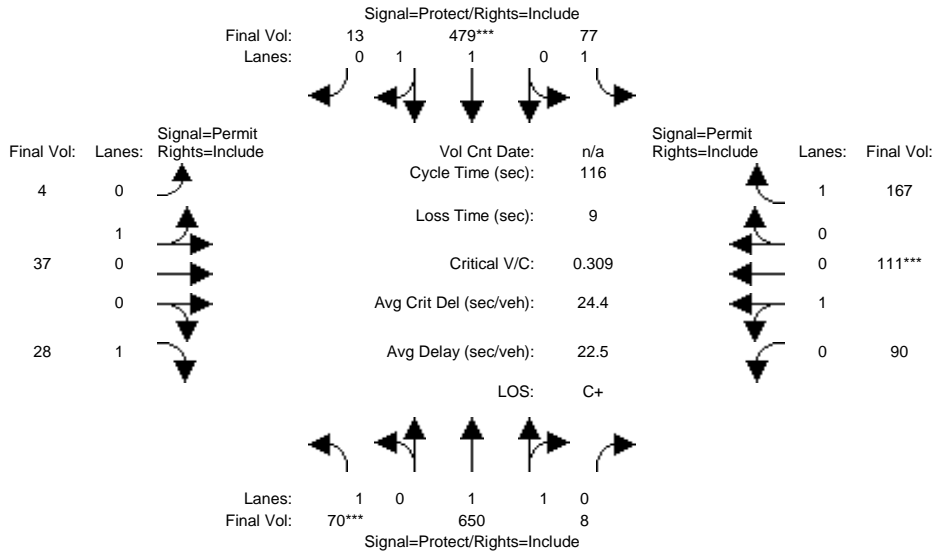 Signal=Protect/Rights=Include
Final Vol: 13 479*** 77
Lanes: 0 1 1 0 1
Signal=Permit
Final Vol: Lanes: Rights=Include
Vol Cnt Date: n/a
Signal=Permit
Rights=Include Lanes: Final Vol:
Cycle Time (sec): 116
4 0
1 167
Loss Time (sec): 9
1
0
37 0
Critical V/C: 0.309
0 111***
0
Avg Crit Del (sec/veh): 24.4
1
28 1
Avg Delay (sec/veh): 22.5
0 90
LOS: C+
Lanes: 1 0 1 1 0
Final Vol: 70*** 650 8
Signal=Protect/Rights=Include